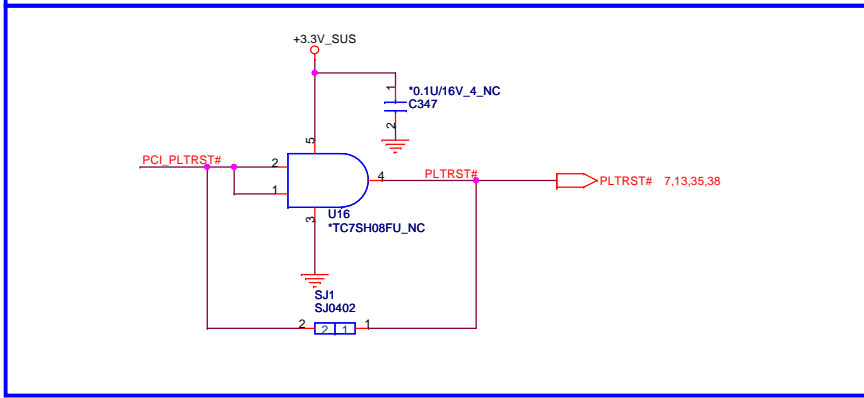 +3.3V_SUS
1
*0.1U/16V_4_NC
C347
2
5
PCI_PLTRST#
2
4
PLTRST#
PLTRST# 7,13,35,38
1
U16
3
*TC7SH08FU_NC
SJ1
SJ0402
2
2 1
1